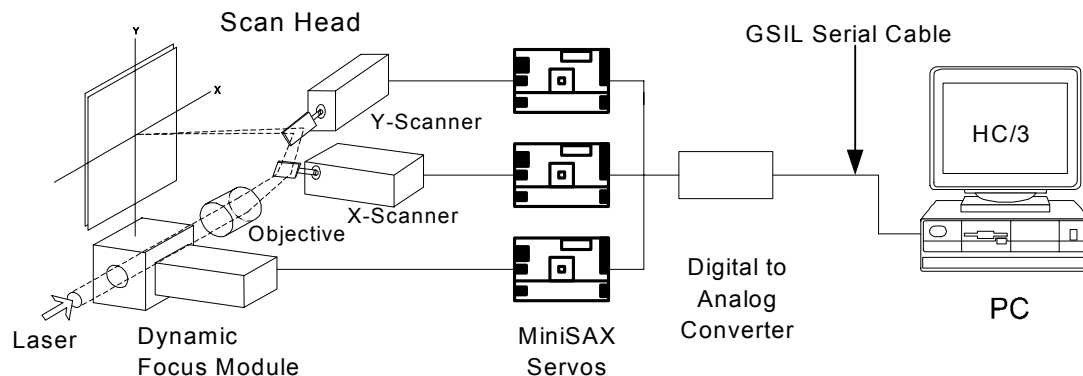 Scan Head
GSIL Serial Cable
Y
X
Y-Scanner
HC/3
X-Scanner
Objective
Laser
Dynamic
Focus Module
MiniSAX
Servos
Digital to
Analog
Converter
PC